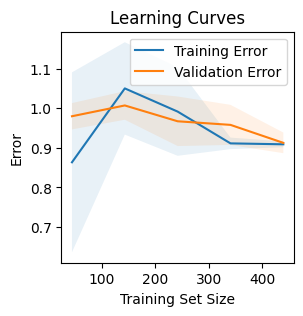 Learning Curves
Training Error
Validation Error
Error
1.1
1.0
0.9
0.8
0.7
100 200 300 400
Training Set Size